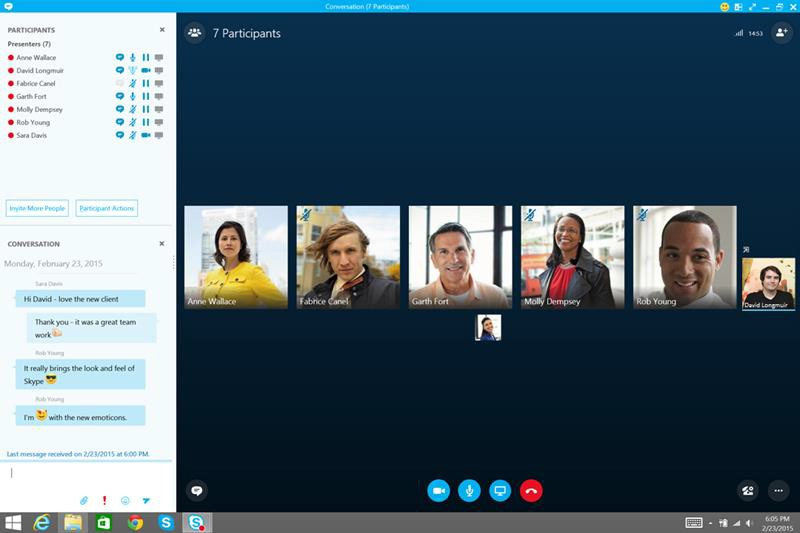 Conversation (7 Participants)
PARTICIPANTS
Presenters (7)
Anne Wallace
David Longmuir
Fabrice Canel
Garth Fort
Molly Dempsey
Rob Young
Sara Davis
Invite More People
Participant Actions
CONVERSATION
Monday, February 23, 2015
Sara Davis
Hi David - love the new client
Thank you - it was a great team
work
Rob Young
It really brings the look and feel of
Skype
Rob Young
I'm with the new emoticons.
Last message received on 2/23/2015 at 6:00 PM.
7 Participants
14:53
Anne Wallace
Fabrice Canel
Garth Fort
Molly Dempsey
Rob Young
David Longmuir
6:05 PM
2/23/2015